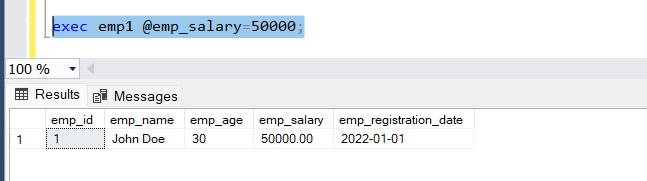 exec emp1 @emp_salary=50000;
100 %
Results Messages
emp_id emp_name emp_age emp_salary emp_registration_date
1 1 John Doe 30 50000.00 2022-01-01